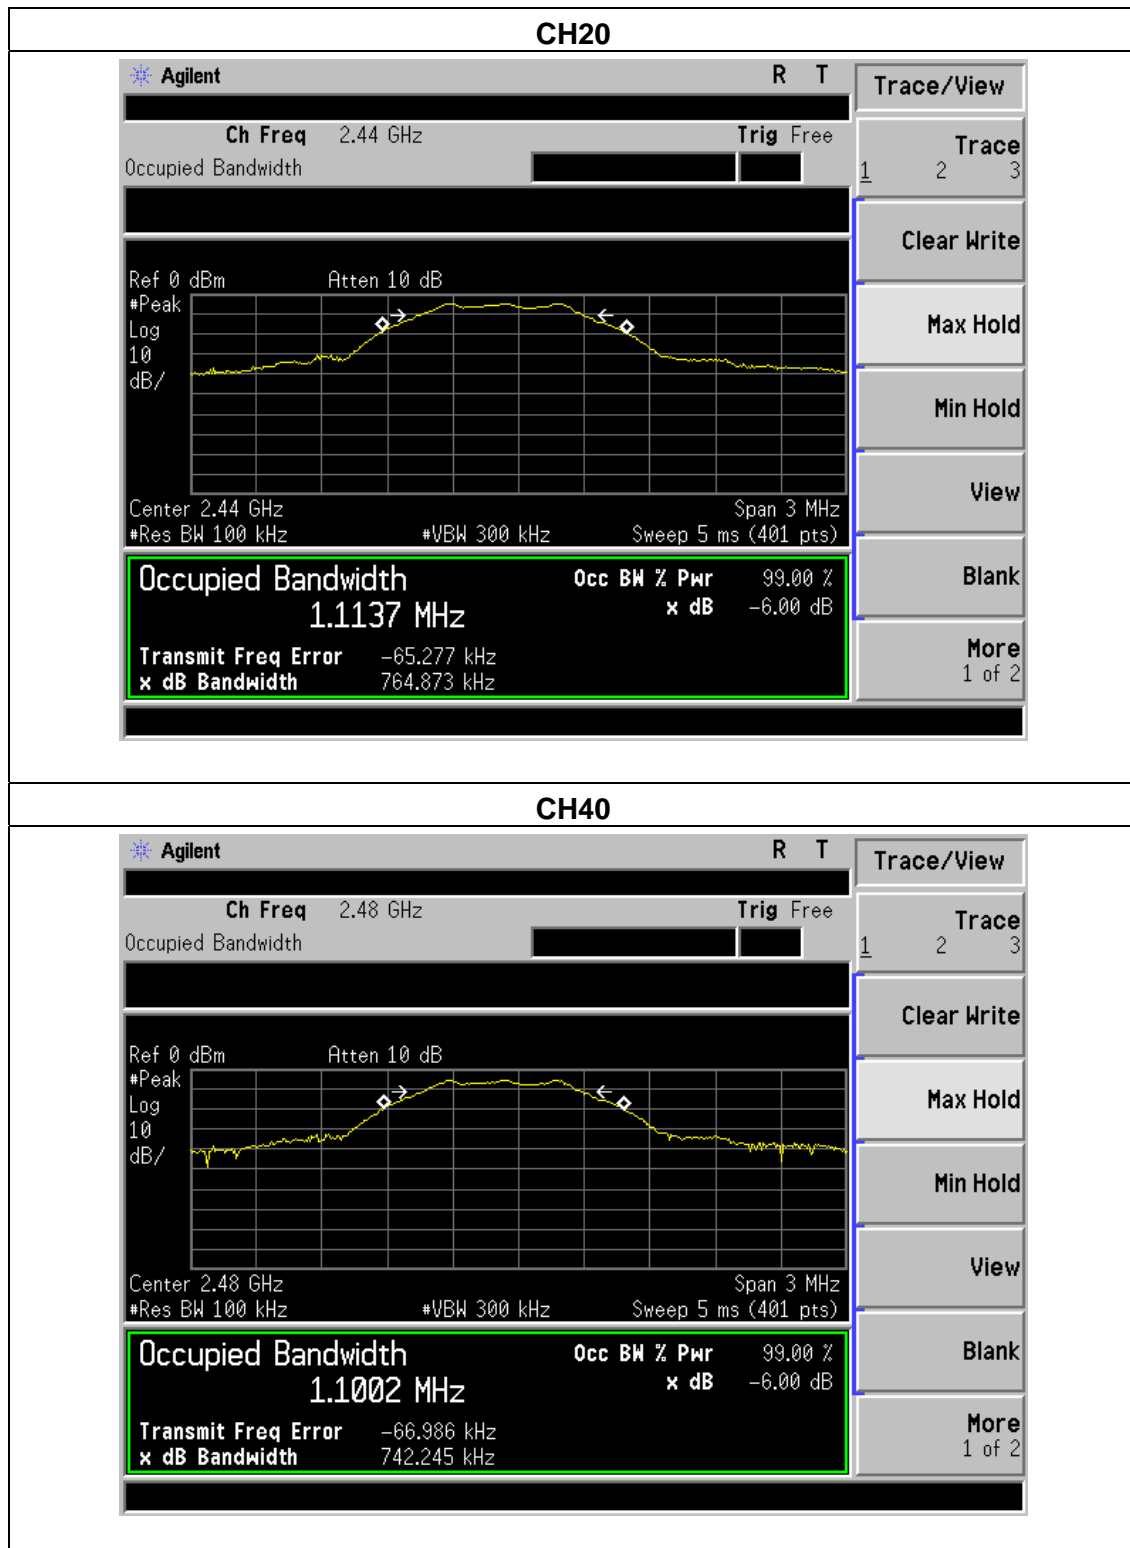 CH20
Agilent R T
Trace/View
Ch Freq 2.44 GHz Trig Free
Occupied Bandwidth
Trace
1 2 3
Clear Write
Ref 0 dBm Atten 10 dB
#Peak
Log
10
dB/
Max Hold
Min Hold
View
Center 2.44 GHz Span 3 MHz
#Res BW 100 kHz #VBW 300 kHz Sweep 5 ms (401 pts)
Occupied Bandwidth Occ BW % Pwr 99.00 %
1.1137 MHz x dB -6.00 dB
Blank
Transmit Freq Error -65.277 kHz
x dB Bandwidth 764.873 kHz
More
1 of 2
CH40
Agilent R T
Trace/View
Ch Freq 2.48 GHz Trig Free
Occupied Bandwidth
Trace
1 2 3
Clear Write
Ref 0 dBm Atten 10 dB
#Peak
Log
10
dB/
Max Hold
Min Hold
View
Center 2.48 GHz Span 3 MHz
#Res BW 100 kHz #VBW 300 kHz Sweep 5 ms (401 pts)
Occupied Bandwidth Occ BW % Pwr 99.00 %
1.1002 MHz x dB -6.00 dB
Blank
Transmit Freq Error -66.986 kHz
x dB Bandwidth 742.245 kHz
More
1 of 2